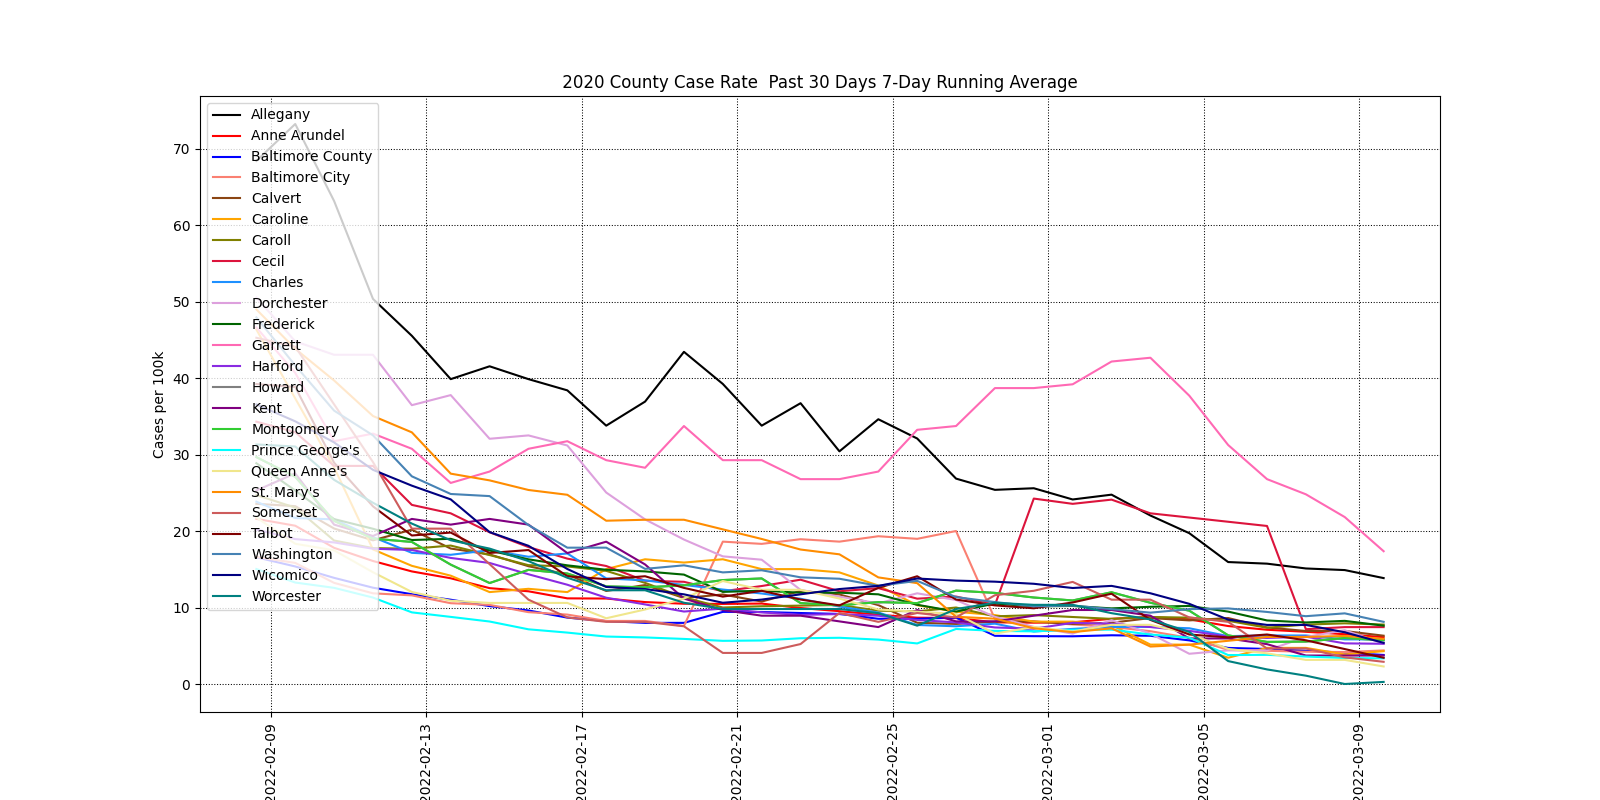 2020 County Case Rate  Past 30 Days 7-Day Running Average
Cases per 100k
70
60
50
40
30
20
10
0
Allegany
Anne Arundel
Baltimore County
Baltimore City
Calvert
Caroline
Caroll
Cecil
Charles
Dorchester
Frederick
Garrett
Harford
Howard
Kent
Montgomery
Prince George's
Queen Anne's
St. Mary's
Somerset
Talbot
Washington
Wicomico
Worcester
2022-02-09
2022-02-13
2022-02-17
2022-02-21
2022-02-25
2022-03-01
2022-03-05
2022-03-09